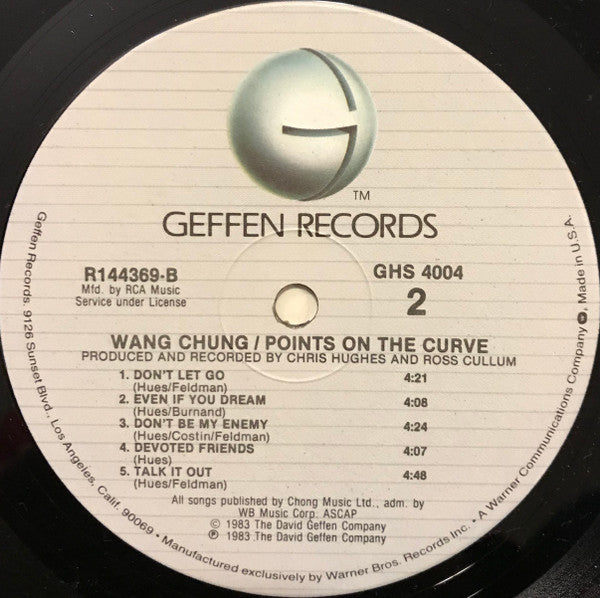 TM
GEFFEN RECORDS
R144369-B
Mfd. by RCA Music
Service under License
GHS 4004
2
WANG CHUNG / POINTS ON THE CURVE
PRODUCED AND RECORDED BY CHRIS HUGHES AND ROSS CULLUM
1. DON'T LET GO 4:21
(Hues/Feldman)
2. EVEN IF YOU DREAM 4:08
(Hues/Burnand)
3. DON'T BE MY ENEMY 4:24
(Hues/Costin/Feldman)
4. DEVOTED FRIENDS 4:07
(Hues)
5. TALK IT OUT 4:48
(Hues/Feldman)
All songs published by Chong Music Ltd., adm. by
WB Music Corp. ASCAP
© 1983 The David Geffen Company
℗ 1983 The David Geffen Company
Geffen Records. 9126 Sunset Blvd., Los Angeles, Calif. 90069 • Manufactured exclusively by Warner Bros. Records Inc. • A Warner Communications Company. Made in U.S.A.